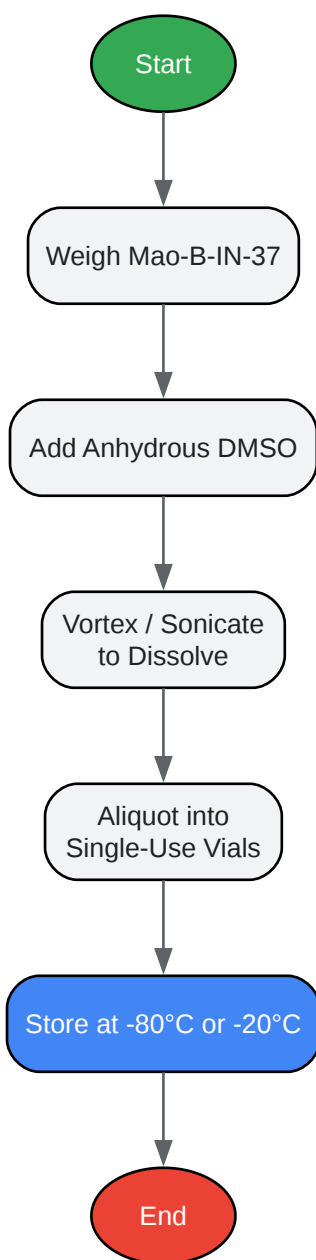 Start
Weigh Mao-B-IN-37
Add Anhydrous DMSO
Vortex / Sonicate
to Dissolve
Aliquot into
Single-Use Vials
Store at -80°C or -20°C
End